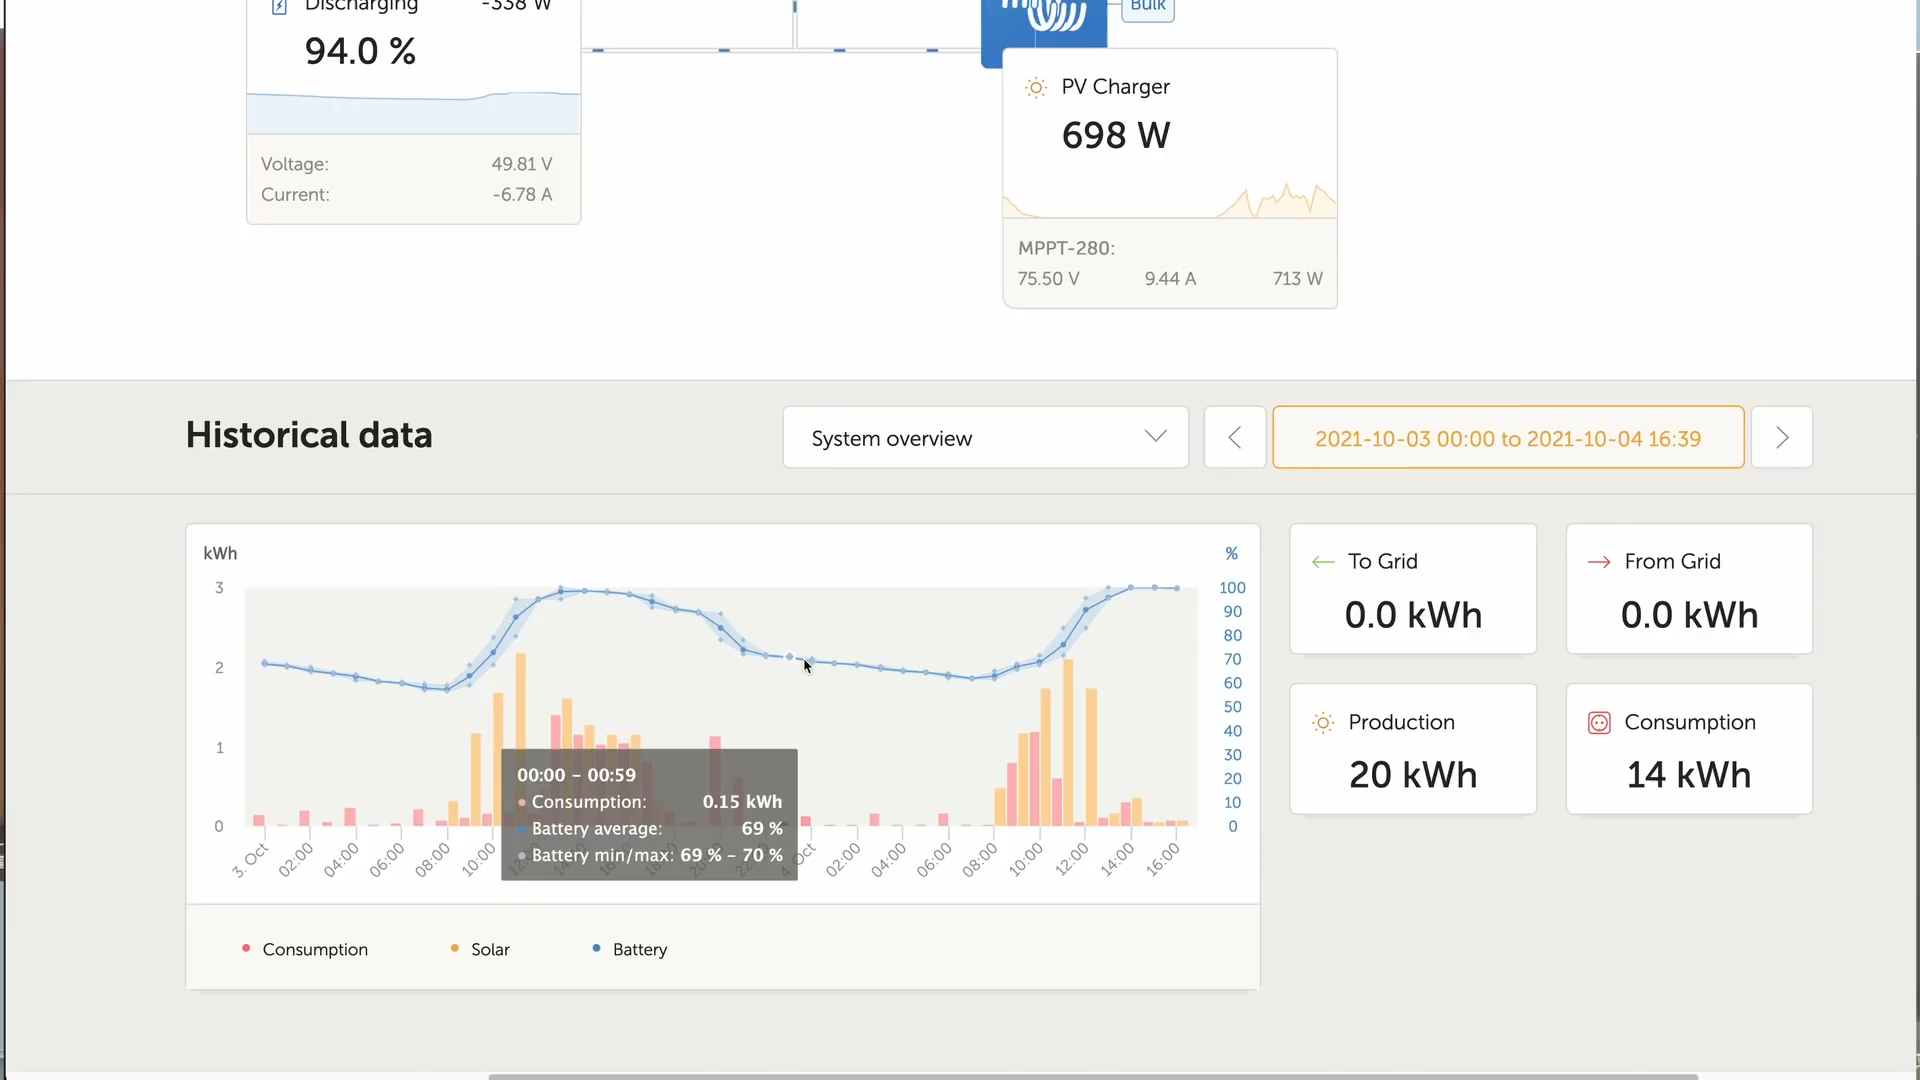 Discharging -338 W
94.0 %
Voltage: 49.81 V
Current: -6.78 A
Bulk
PV Charger
698 W
MPPT-280:
75.50 V 9.44 A 713 W
Historical data
System overview
2021-10-03 00:00 to 2021-10-04 16:39
kWh
%
3
2
1
0
100
90
80
70
60
50
40
30
20
10
0
00:00 – 00:59
Consumption: 0.15 kWh
Battery average: 69 %
Battery min/max: 69 % – 70 %
3. Oct 02:00 04:00 06:00 08:00 10:00 Oct 02:00 04:00 06:00 08:00 10:00 12:00 14:00 16:00
Consumption Solar Battery
To Grid
0.0 kWh
From Grid
0.0 kWh
Production
20 kWh
Consumption
14 kWh